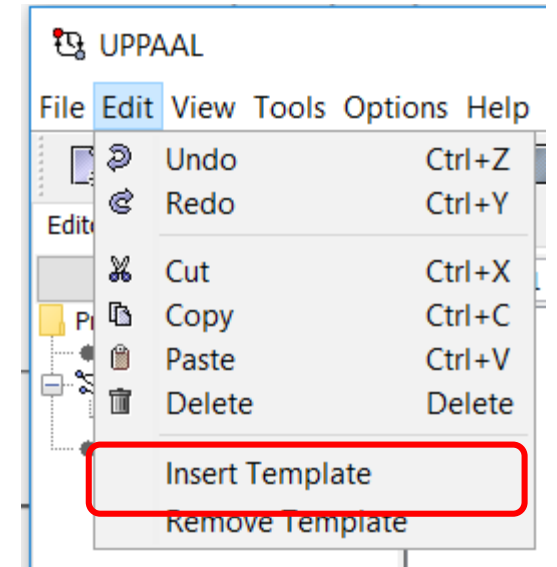 UPPAAL
File Edit View Tools Options Help
Undo Ctrl+Z
Redo Ctrl+Y
Cut Ctrl+X
Copy Ctrl+C
Paste Ctrl+V
Delete Delete
Insert Template
Remove Template